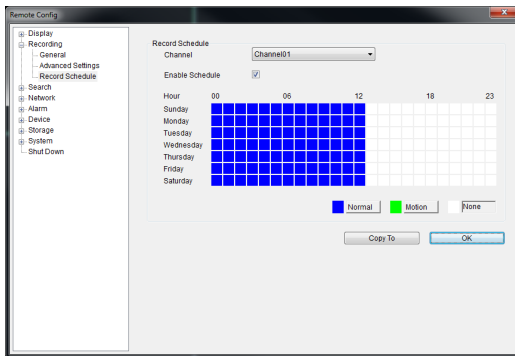 Remote Config
Display
Recording
General
Advanced Settings
Record Schedule
Search
Network
Alarm
Device
Storage
System
Shut Down
Record Schedule
Channel Channel01
Enable Schedule
Hour 00 06 12 18 23
Sunday
Monday
Tuesday
Wednesday
Thursday
Friday
Saturday
Normal Motion None
Copy To OK